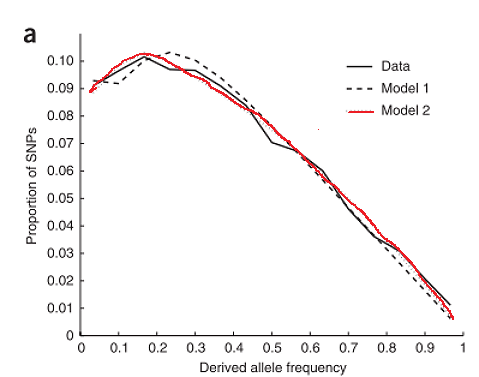 a
0.10
0.09
0.08
0.07
0.06
0.05
0.04
0.03
0.02
0.01
0
Proportion of SNPs
Data
Model 1
Model 2
0 0.1 0.2 0.3 0.4 0.5 0.6 0.7 0.8 0.9 1
Derived allele frequency